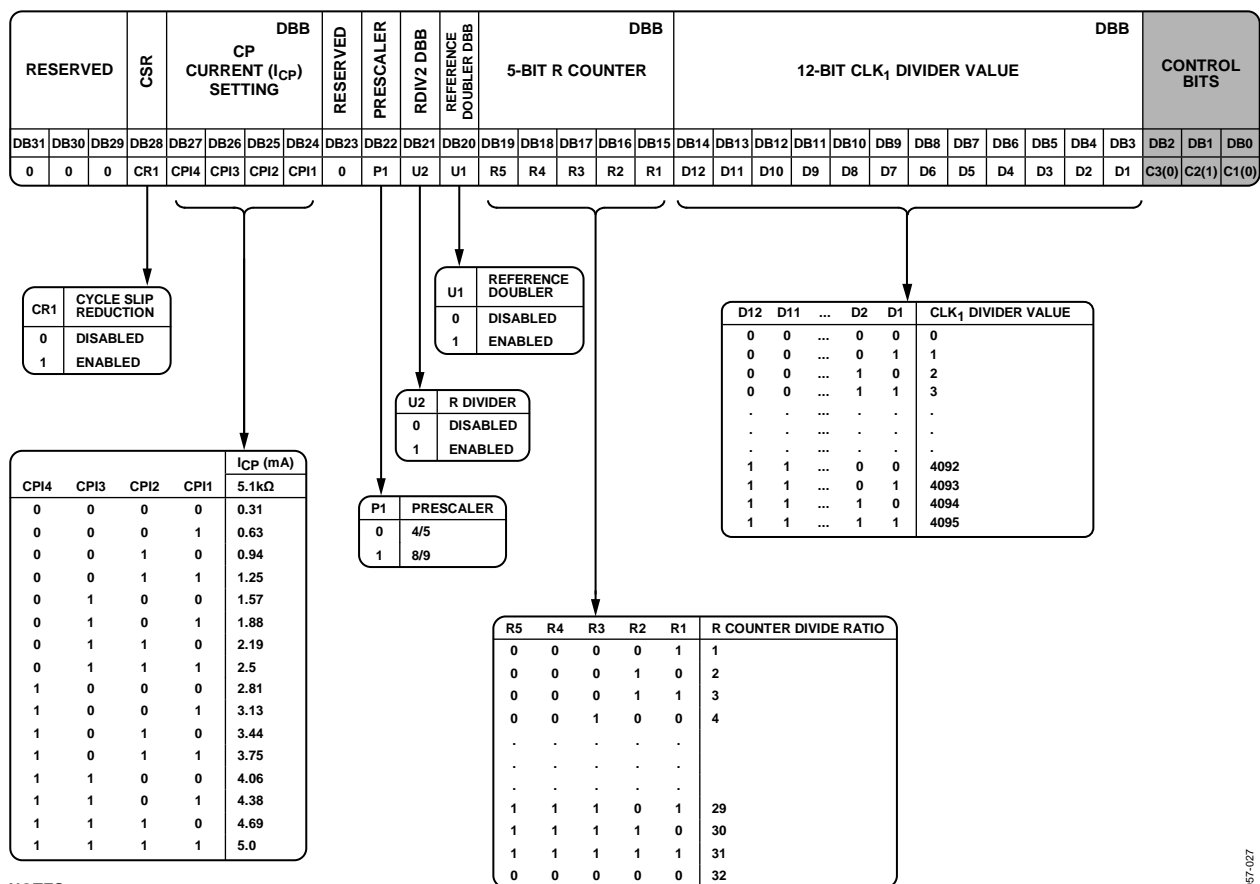 RESERVED
CSR
DBB
CP
CURRENT (ICP)
SETTING
RESERVED
PRESCALER
RDIV2 DBB
REFERENCE
DOUBLER DBB
DBB
5-BIT R COUNTER
DBB
12-BIT CLK1 DIVIDER VALUE
CONTROL
BITS
DB31 DB30 DB29 DB28 DB27 DB26 DB25 DB24 DB23 DB22 DB21 DB20 DB19 DB18 DB17 DB16 DB15 DB14 DB13 DB12 DB11 DB10 DB9 DB8 DB7 DB6 DB5 DB4 DB3 DB2 DB1 DB0
0 0 0 CR1 CPI4 CPI3 CPI2 CPI1 0 P1 U2 U1 R5 R4 R3 R2 R1 D12 D11 D10 D9 D8 D7 D6 D5 D4 D3 D2 D1 C3(0) C2(1) C1(0)
CR1 CYCLE SLIP
REDUCTION
0 DISABLED
1 ENABLED
U1 REFERENCE
DOUBLER
0 DISABLED
1 ENABLED
U2 R DIVIDER
0 DISABLED
1 ENABLED
P1 PRESCALER
0 4/5
1 8/9
ICP (mA)
CPI4 CPI3 CPI2 CPI1 5.1kΩ
0 0 0 0 0.31
0 0 0 1 0.63
0 0 1 0 0.94
0 0 1 1 1.25
0 1 0 0 1.57
0 1 0 1 1.88
0 1 1 0 2.19
0 1 1 1 2.5
1 0 0 0 2.81
1 0 0 1 3.13
1 0 1 0 3.44
1 0 1 1 3.75
1 1 0 0 4.06
1 1 0 1 4.38
1 1 1 0 4.69
1 1 1 1 5.0
D12 D11 ... D2 D1 CLK1 DIVIDER VALUE
0 0 ... 0 0 0
0 0 ... 0 1 1
0 0 ... 1 0 2
0 0 ... 1 1 3
. . ... . . .
. . ... . . .
. . ... . . .
1 1 ... 0 0 4092
1 1 ... 0 1 4093
1 1 ... 1 0 4094
1 1 ... 1 1 4095
R5 R4 R3 R2 R1 R COUNTER DIVIDE RATIO
0 0 0 0 1 1
0 0 0 1 0 2
0 0 0 1 1 3
0 0 1 0 0 4
. . . . .
. . . . .
. . . . .
1 1 1 0 1 29
1 1 1 1 0 30
1 1 1 1 1 31
0 0 0 0 0 32
57-027